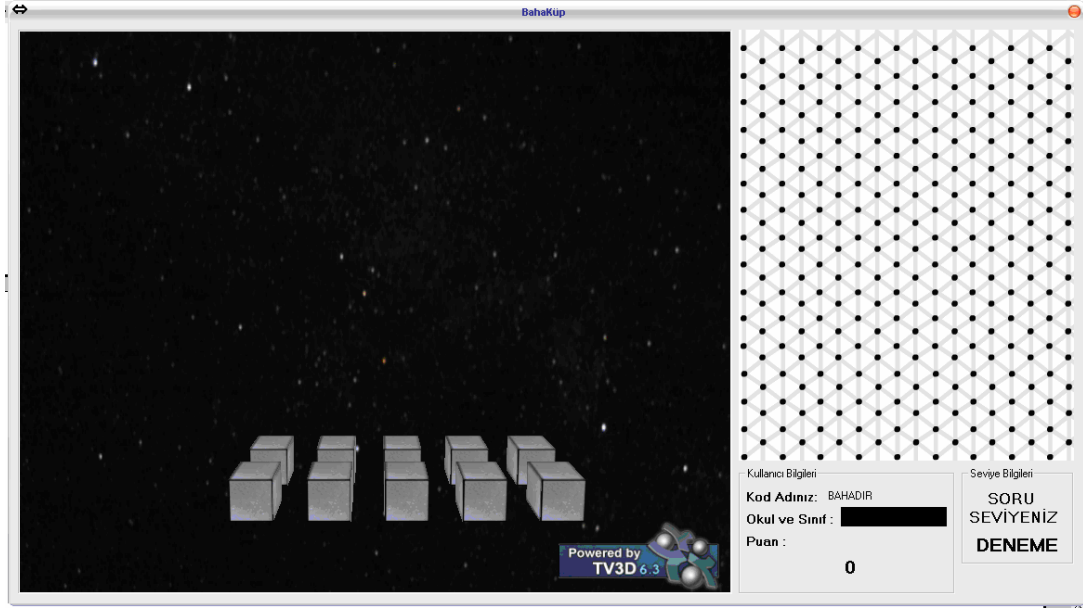 BahaKüp
Powered by
TV3D 6.3
Kullanıcı Bilgileri
Kod Adınız: BAHADIR
Okul ve Sınıf :
Puan :
0
Seviye Bilgileri
SORU
SEVİYENİZ
DENEME